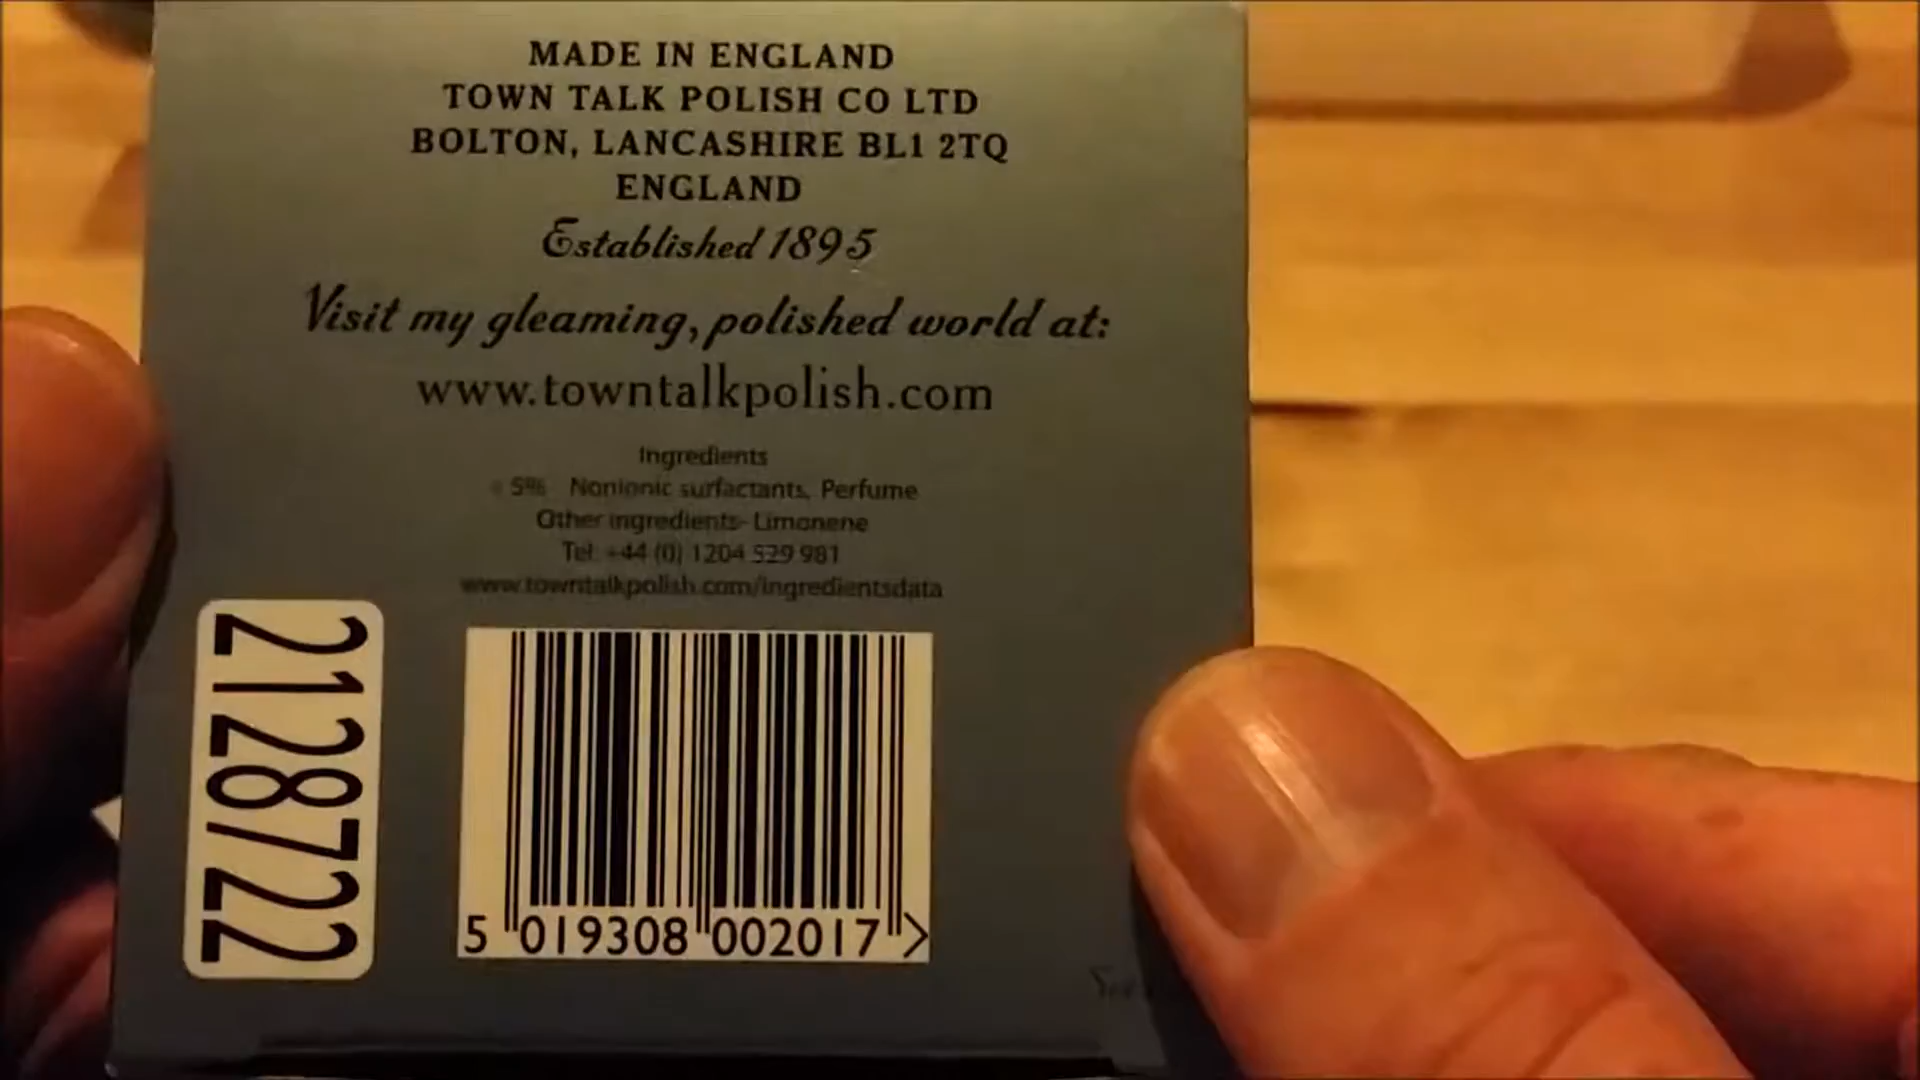 MADE IN ENGLAND
TOWN TALK POLISH CO LTD
BOLTON, LANCASHIRE BL1 2TQ
ENGLAND
Established 1895
Visit my gleaming, polished world at:
www.towntalkpolish.com
Ingredients
5% Nonionic surfactants, Perfume
Other ingredients- Limonene
Tel: +44 (0) 1204 529 981
www.towntalkpolish.com/ingredientsdata
2128722
5 019308 002017 >